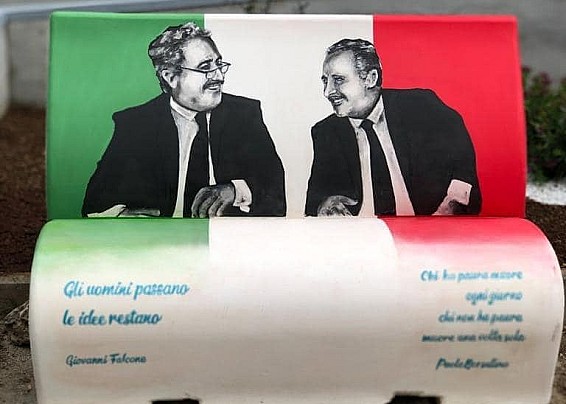 Gli uomini passano
le idee restano
Giovanni Falcone
Chi ha paura muore
ogni giorno
chi non ha paura
muore una volta sola
Paolo Borsellino